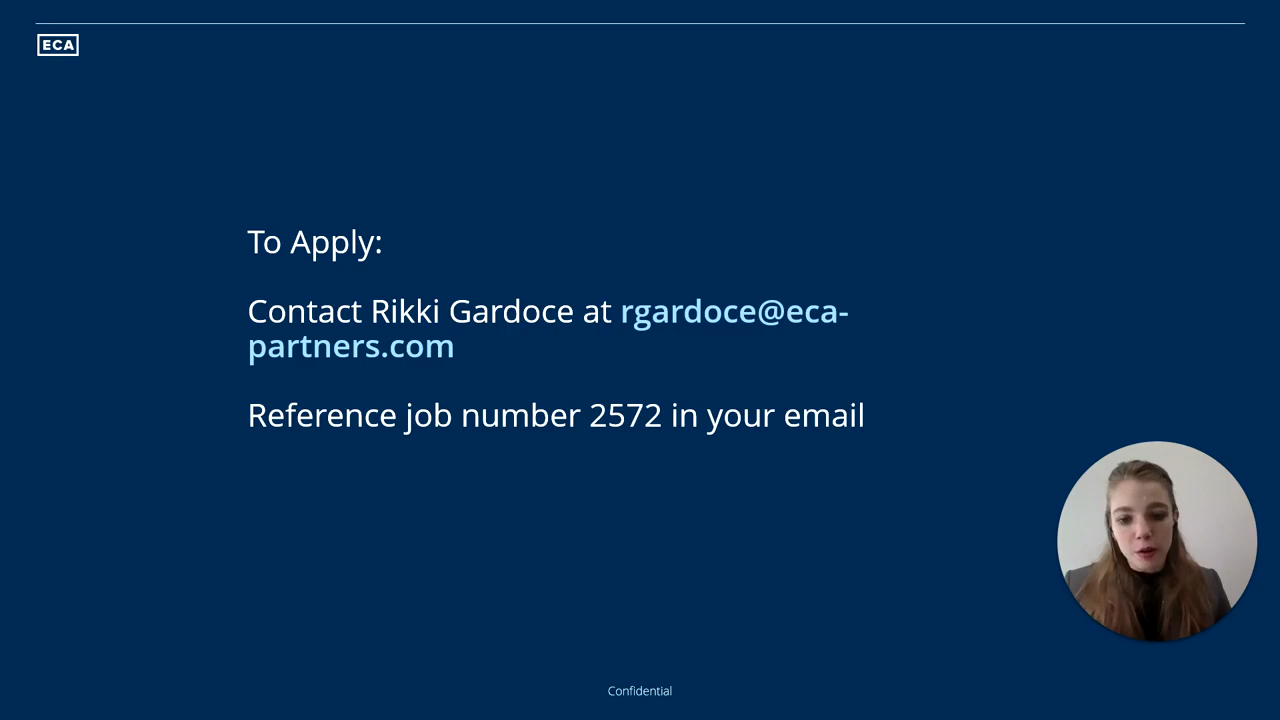 ECA
To Apply:
Contact Rikki Gardoce at rgardoce@eca-
partners.com
Reference job number 2572 in your email
Confidential